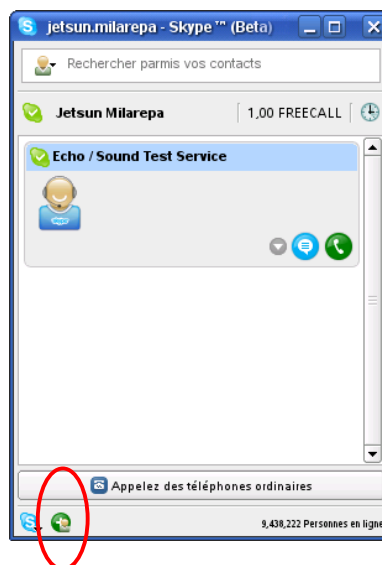 jetsun.milarepa - Skype™ (Beta)
Rechercher parmis vos contacts
Jetsun Milarepa 1,00 FREECALL
Echo / Sound Test Service
Appelez des téléphones ordinaires
9,438,222 Personnes en ligne